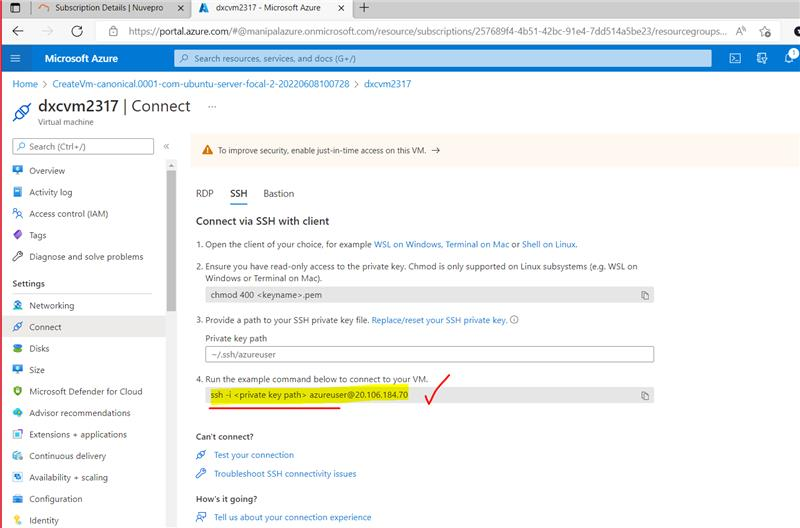 Subscription Details | Nuvepro
dxcvm2317 - Microsoft Azure
https://portal.azure.com/#@manipalazure.onmicrosoft.com/resource/subscriptions/257689f4-4b51-42bc-91e4-7dd514a5be23/resourcegroups...
Microsoft Azure
Search resources, services, and docs (G+/)
1
Home > CreateVm-canonical.0001-com-ubuntu-server-focal-2-20220608100728 > dxcvm2317
dxcvm2317 | Connect ...
Virtual machine
Search (Ctrl+/)
Overview
Activity log
Access control (IAM)
Tags
Diagnose and solve problems
Settings
Networking
Connect
Disks
Size
Microsoft Defender for Cloud
Advisor recommendations
Extensions + applications
Continuous delivery
Availability + scaling
Configuration
Identity
To improve security, enable just-in-time access on this VM. →
RDP SSH Bastion
Connect via SSH with client
1. Open the client of your choice, for example WSL on Windows, Terminal on Mac or Shell on Linux.
2. Ensure you have read-only access to the private key. Chmod is only supported on Linux subsystems (e.g. WSL on
Windows or Terminal on Mac).
chmod 400 <keyname>.pem
3. Provide a path to your SSH private key file. Replace/reset your SSH private key.
Private key path
~/.ssh/azureuser
4. Run the example command below to connect to your VM.
ssh -i <private key path> azureuser@20.106.184.70
Can't connect?
Test your connection
Troubleshoot SSH connectivity issues
How's it going?
Tell us about your connection experience